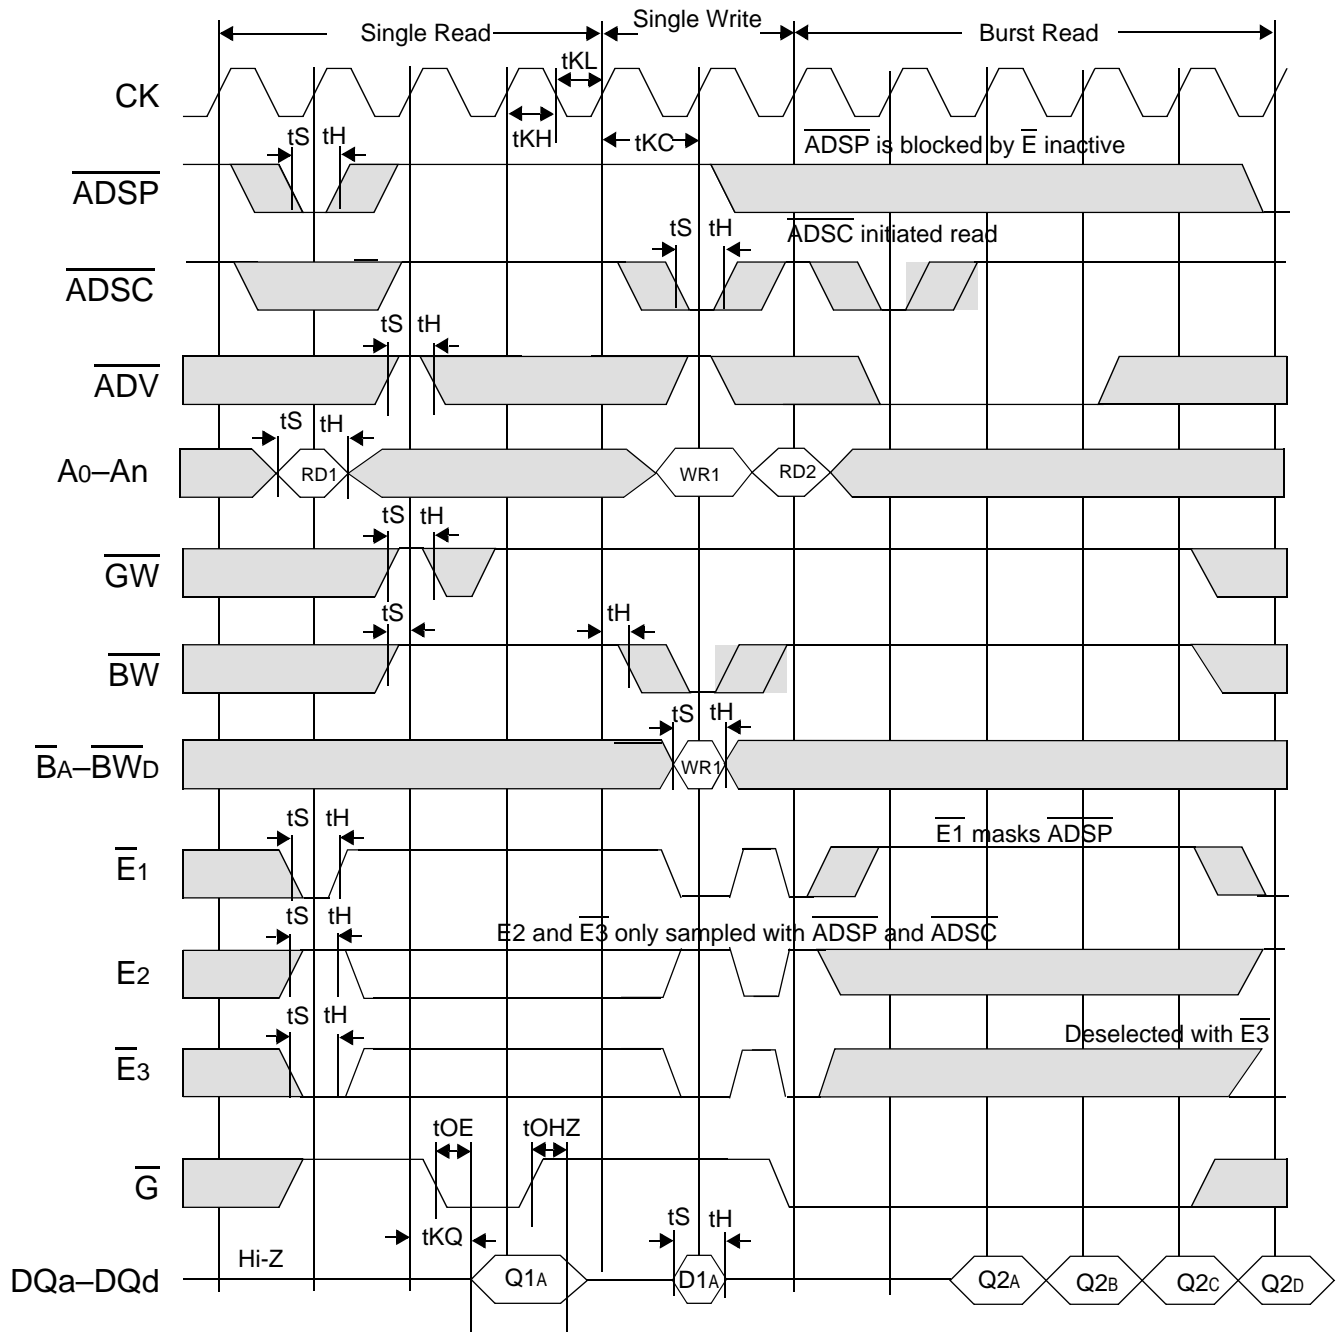 Single Read
Single Write
Burst Read
CK
tKL
tKH
tKC
tS tH
ADSP is blocked by E inactive
ADSP
tS tH
ADSC initiated read
ADSC
tS tH
ADV
tS tH
A0–An
RD1
WR1
RD2
tS tH
GW
tS
tH
BW
tS tH
BA–BWD
WR1
tS tH
E1 masks ADSP
E1
tS tH
E2 and E3 only sampled with ADSP and ADSC
E2
tS tH
Deselected with E3
E3
tOE
tOHZ
G
tKQ
tS tH
Hi-Z
DQa–DQd
Q1A
D1A
Q2A
Q2B
Q2C
Q2D